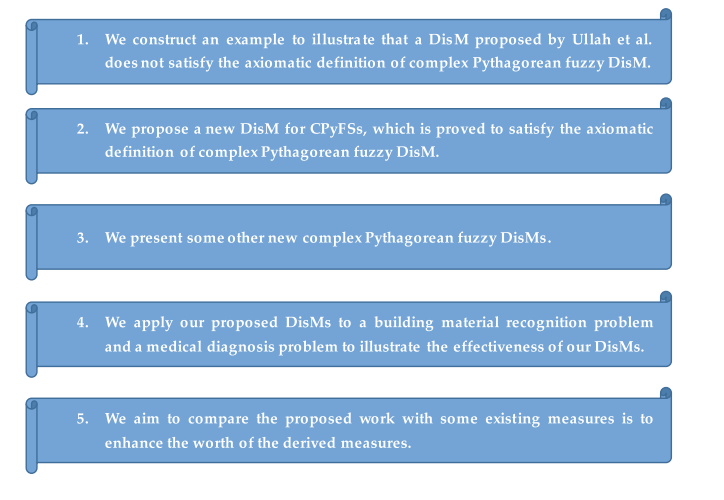 1. We construct an example to illustrate that a DisM proposed by Ullah et al.
does not satisfy the axiomatic definition of complex Pythagorean fuzzy DisM.
2. We propose a new DisM for CPyFSs, which is proved to satisfy the axiomatic
definition of complex Pythagorean fuzzy DisM.
3. We present some other new complex Pythagorean fuzzy DisMs.
4. We apply our proposed DisMs to a building material recognition problem
and a medical diagnosis problem to illustrate the effectiveness of our DisMs.
5. We aim to compare the proposed work with some existing measures is to
enhance the worth of the derived measures.